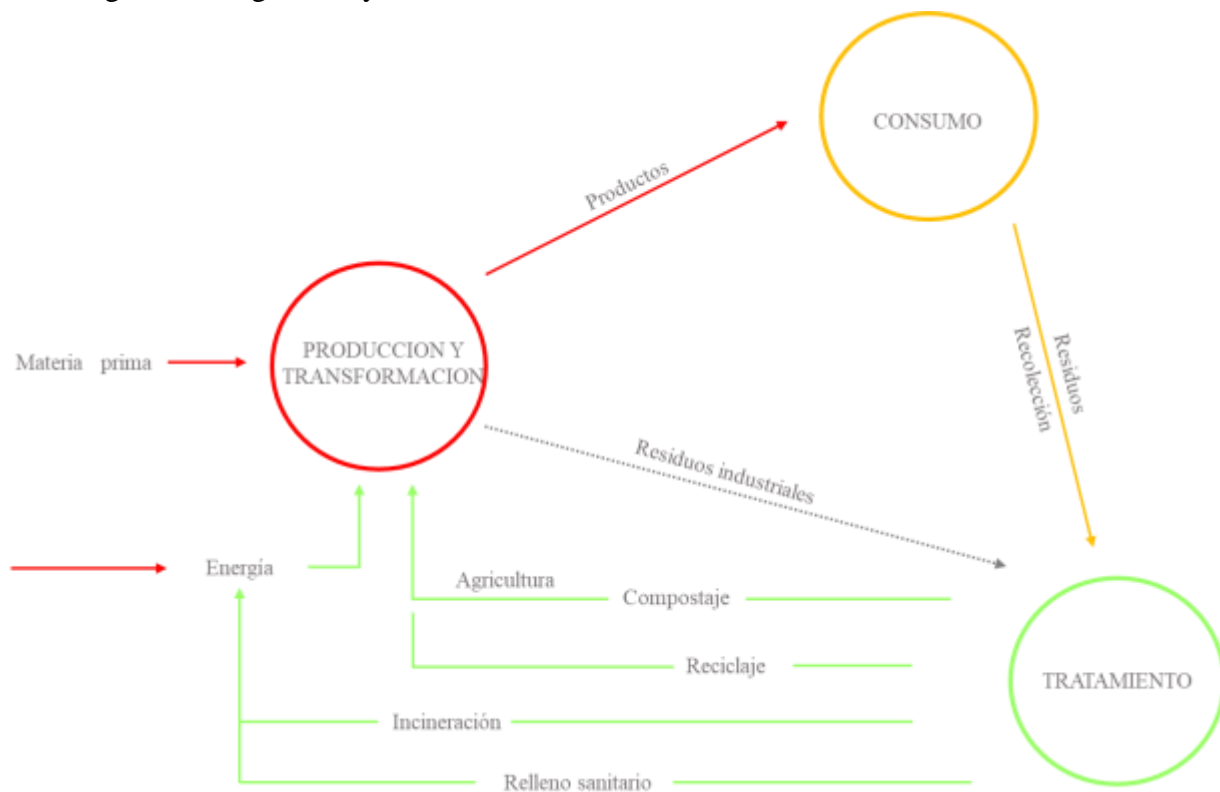 CONSUMO
Productos
Materia prima
PRODUCCION Y
TRANSFORMACION
Residuos
Recolección
Residuos industriales
Energía
Agricultura
Compostaje
Reciclaje
TRATAMIENTO
Incineración
Relleno sanitario